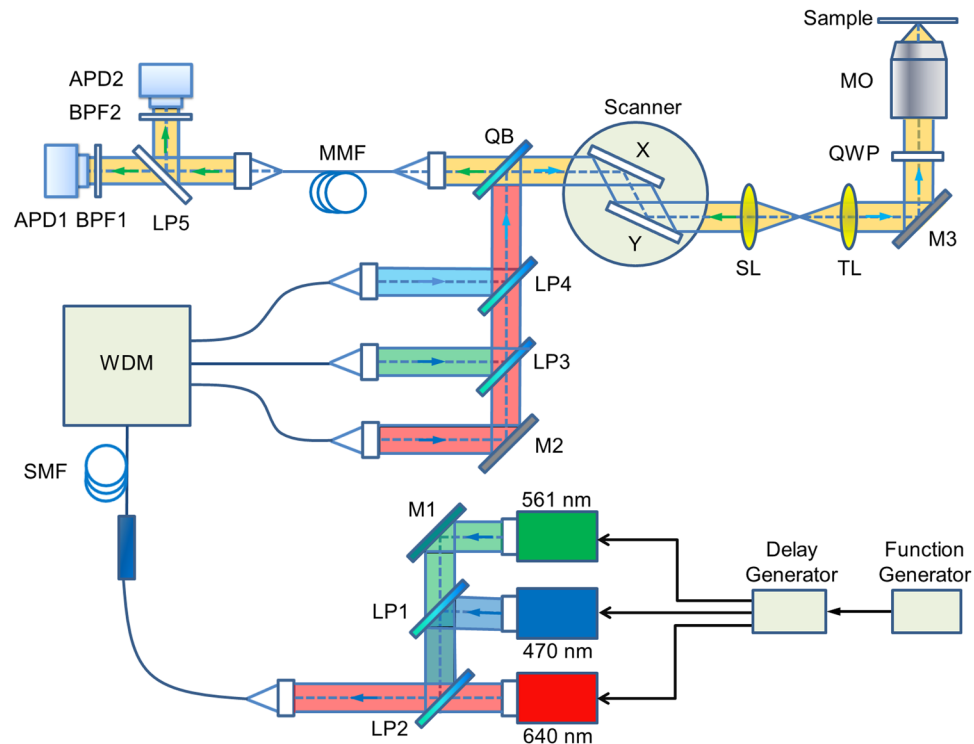 Sample
APD2
MO
BPF2
Scanner
QB
MMF
X
QWP
APD1 BPF1
LP5
Y
M3
SL
TL
LP4
WDM
LP3
M2
SMF
561 nm
M1
Delay
Generator
Function
Generator
LP1
470 nm
LP2
640 nm